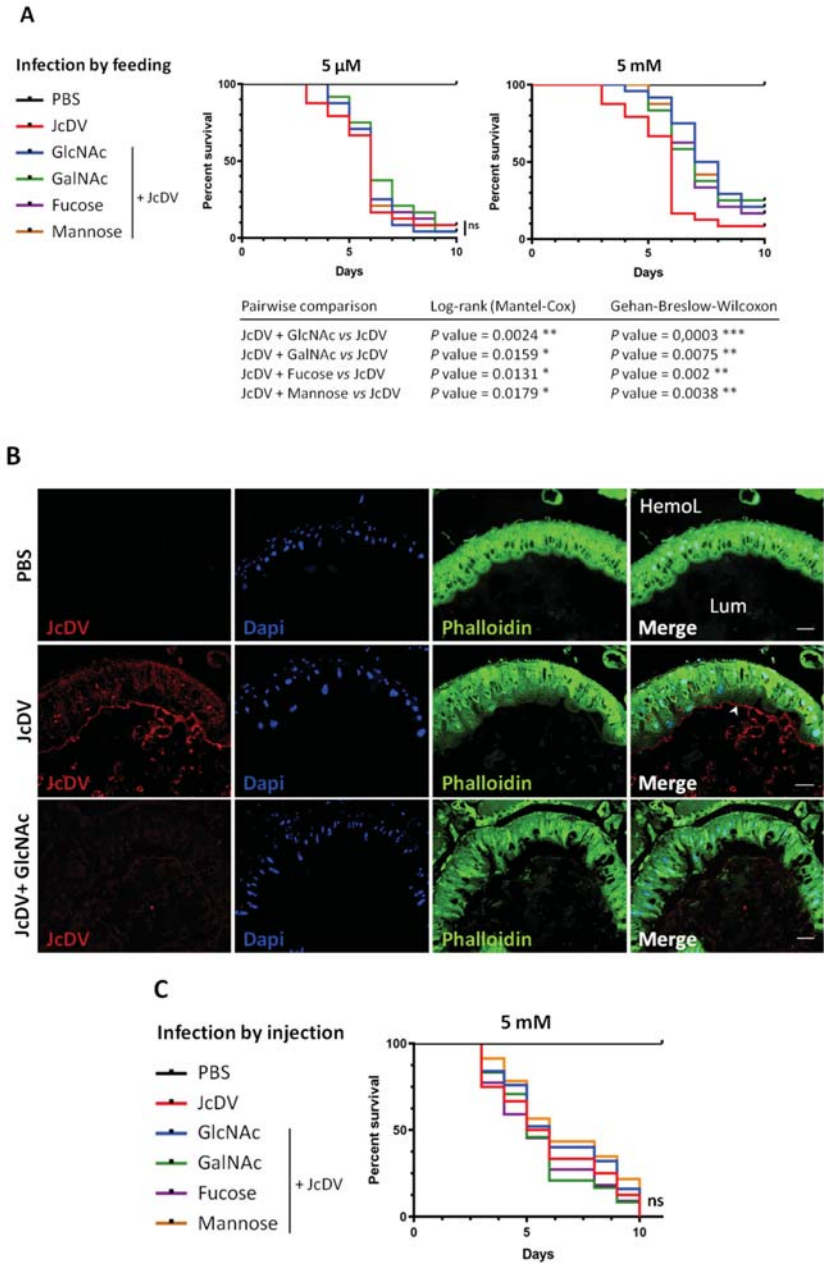 A
Infection by feeding
PBS
JcDV
GlcNAc
GalNAc
Fucose
Mannose
+ JcDV
5 µM
Percent survival
100
50
0
0 5 10
Days
ns
5 mM
Percent survival
100
50
0
0 5 10
Days
Pairwise comparison Log-rank (Mantel-Cox) Gehan-Breslow-Wilcoxon
JcDV + GlcNAc vs JcDV P value = 0.0024 ** P value = 0,0003 ***
JcDV + GalNAc vs JcDV P value = 0.0159 * P value = 0.0075 **
JcDV + Fucose vs JcDV P value = 0.0131 * P value = 0.002 **
JcDV + Mannose vs JcDV P value = 0.0179 * P value = 0.0038 **
B
PBS
JcDV
Dapi
Phalloidin
HemoL
Lum
Merge
JcDV
JcDV
Dapi
Phalloidin
Merge
JcDV+ GlcNAc
JcDV
Dapi
Phalloidin
Merge
C
Infection by injection
PBS
JcDV
GlcNAc
GalNAc
Fucose
Mannose
+ JcDV
5 mM
Percent survival
100
50
0
0 5 10
Days
ns